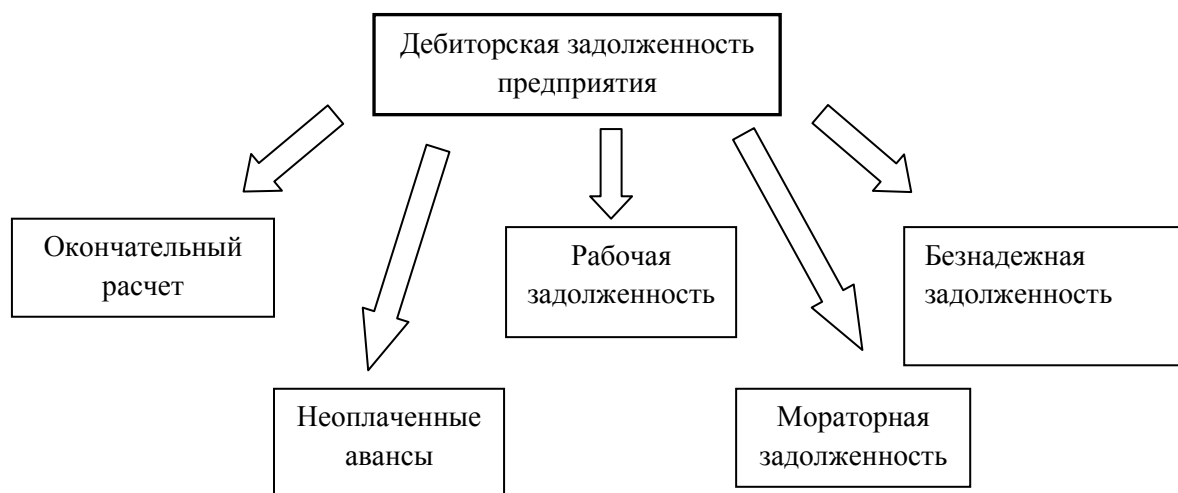 Дебиторская задолженность
предприятия
Окончательный
расчет
Рабочая
задолженность
Безнадежная
задолженность
Неоплаченные
авансы
Мораторная
задолженность